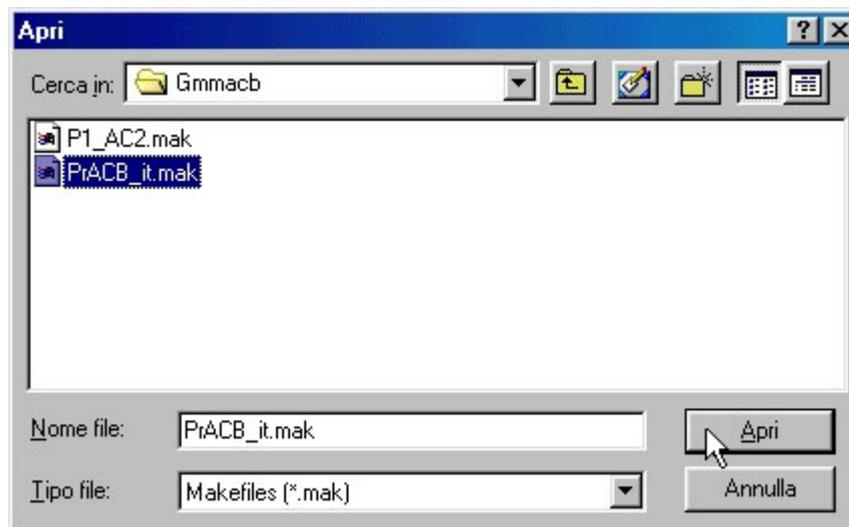 Apri
Cerca in: Gmmacb
P1_AC2.mak
PrACB_it.mak
Nome file: PrACB_it.mak Apri
Tipo file: Makefiles (*.mak) Annulla